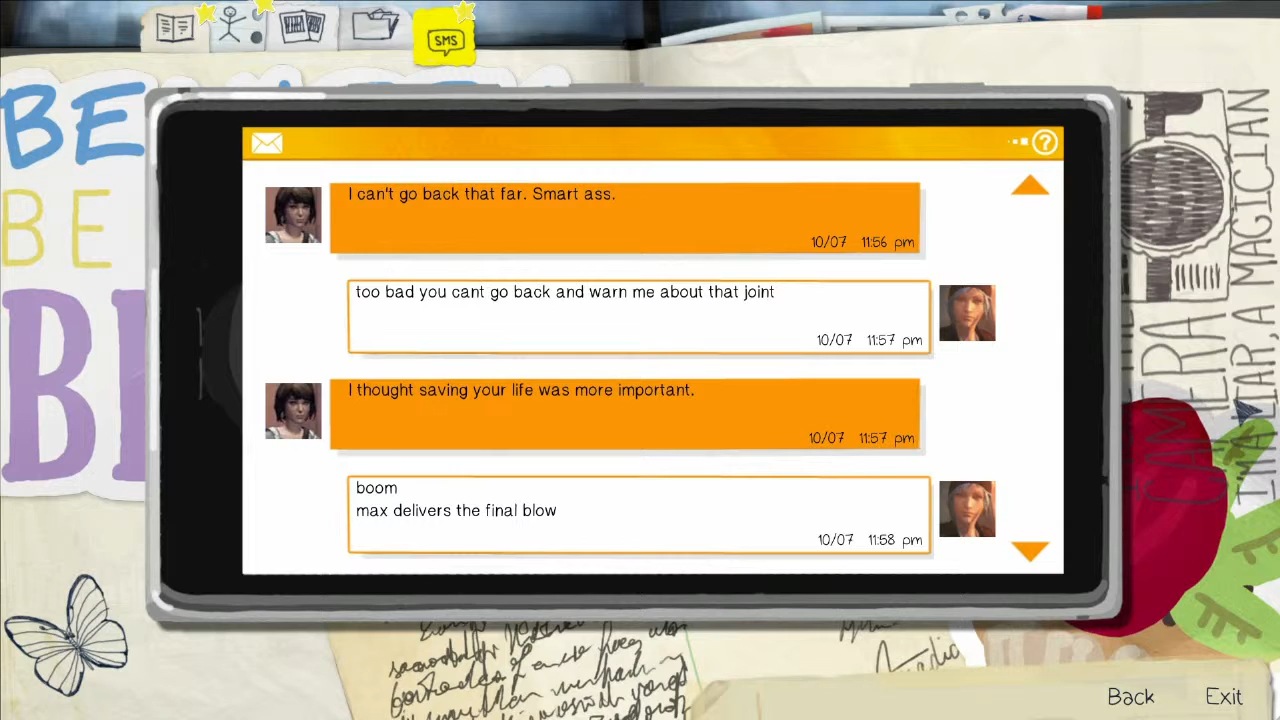 SMS
I can't go back that far. Smart ass.
10/07 11:56 pm
too bad you cant go back and warn me about that joint
10/07 11:57 pm
I thought saving your life was more important.
10/07 11:57 pm
boom
max delivers the final blow
10/07 11:58 pm
BE
BE
CAMERA
A MAGICIAN
Back
Exit